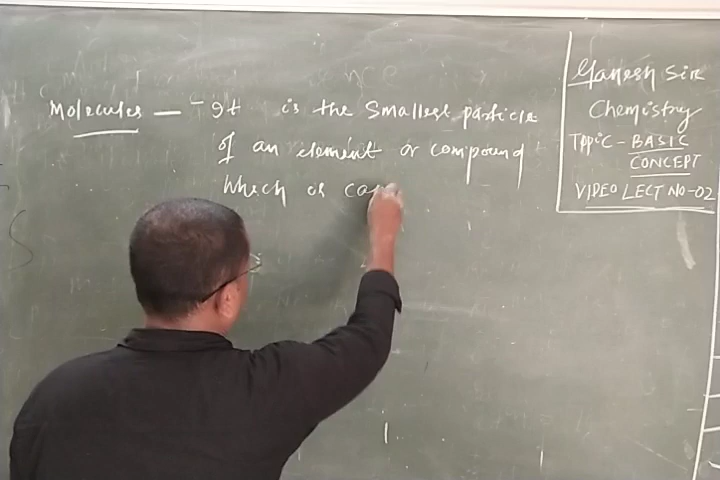 Molecules — It is the smallest particle
of an element or compound
which is ca
Ganesh Sir
Chemistry
Topic - BASIC
CONCEPT
VIDEO LECT NO-02